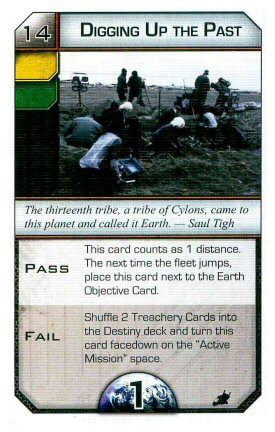 14
DIGGING UP THE PAST
The thirteenth tribe, a tribe of Cylons, came to
this planet and called it Earth. — Saul Tigh
PASS
This card counts as 1 distance.
The next time the fleet jumps,
place this card next to the Earth
Objective Card.
FAIL
Shuffle 2 Treachery Cards into
the Destiny deck and turn this
card facedown on the "Active
Mission" space.
1